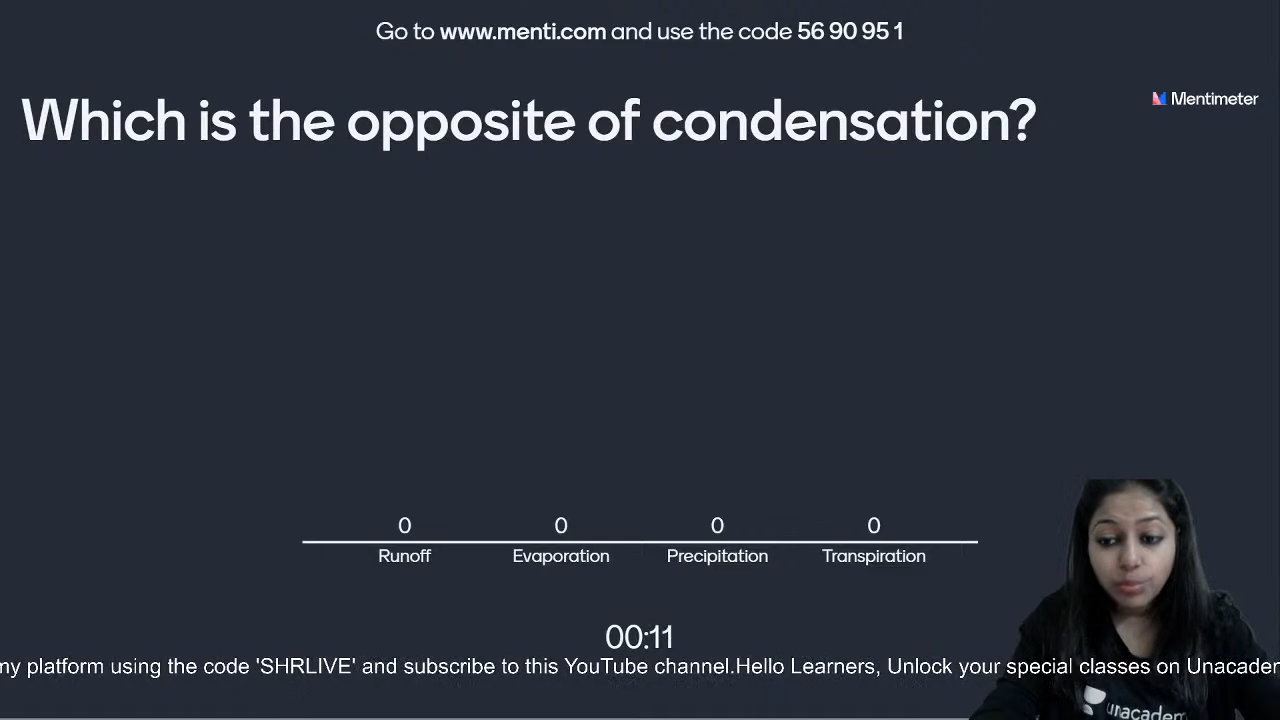 Go to www.menti.com and use the code 56 90 95 1
Which is the opposite of condensation?
Mentimeter
0 0 0 0
Runoff Evaporation Precipitation Transpiration
00:11
my platform using the code 'SHRLIVE' and subscribe to this YouTube channel.Hello Learners, Unlock your special classes on Unacadem
unacadem